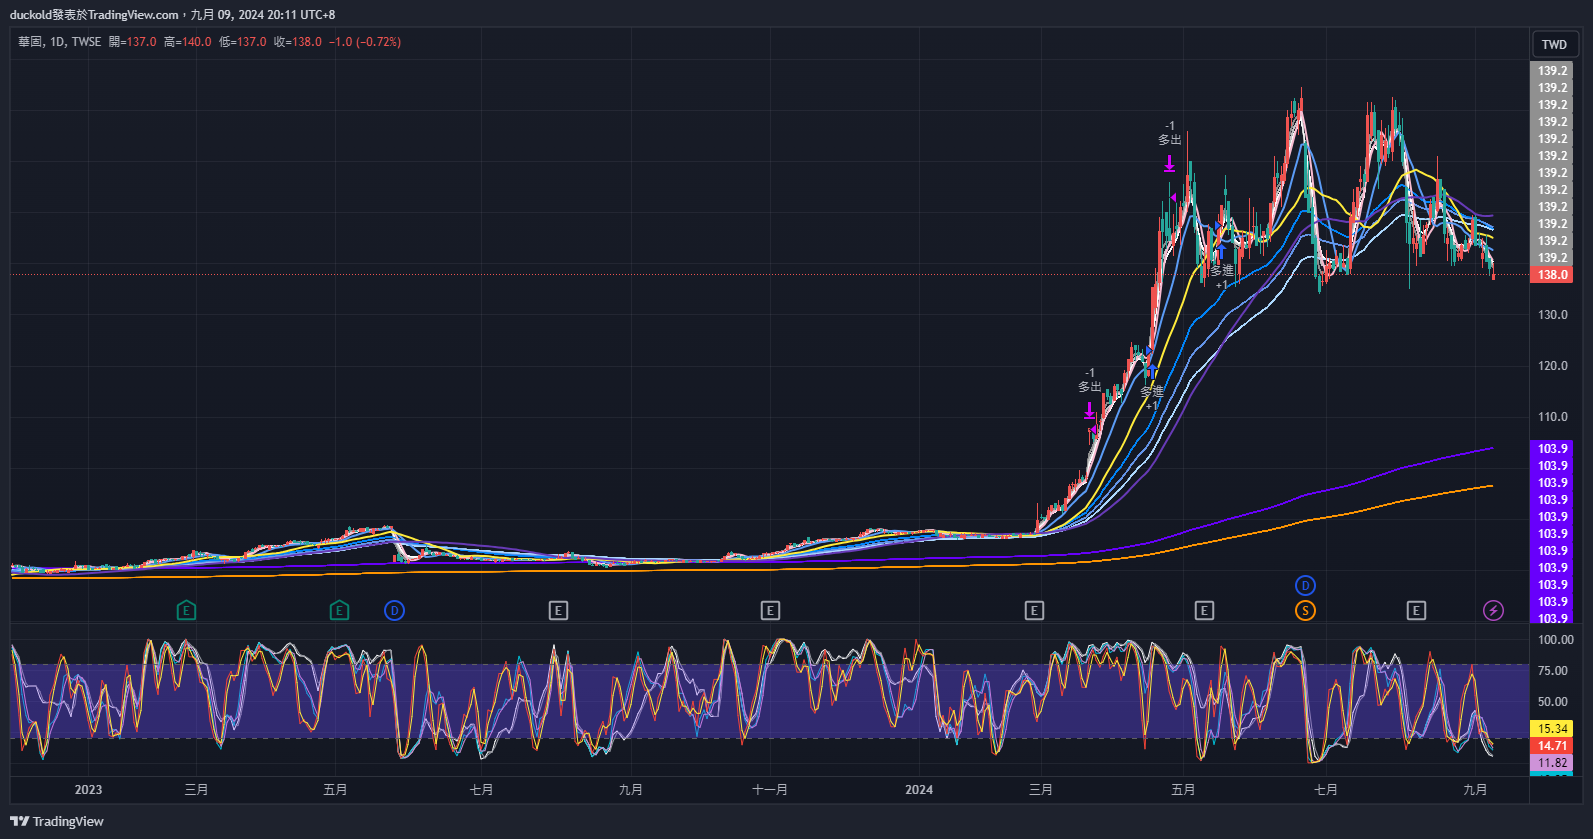 duckold發表於TradingView.com，九月 09, 2024 20:11 UTC+8
華固, 1D, TWSE 開=137.0 高=140.0 低=137.0 收=138.0 −1.0 (−0.72%)
TWD
139.2
139.2
139.2
139.2
139.2
139.2
139.2
139.2
139.2
139.2
139.2
139.2
138.0
130.0
120.0
110.0
103.9
103.9
103.9
103.9
103.9
103.9
103.9
103.9
103.9
103.9
103.9
-1
多出
多進
+1
-1
多出
多進
+1
D
E
E
D
E
E
E
E
S
E
100.00
75.00
50.00
15.34
14.71
11.82
2023
三月
五月
七月
九月
十一月
2024
三月
五月
七月
九月
TradingView